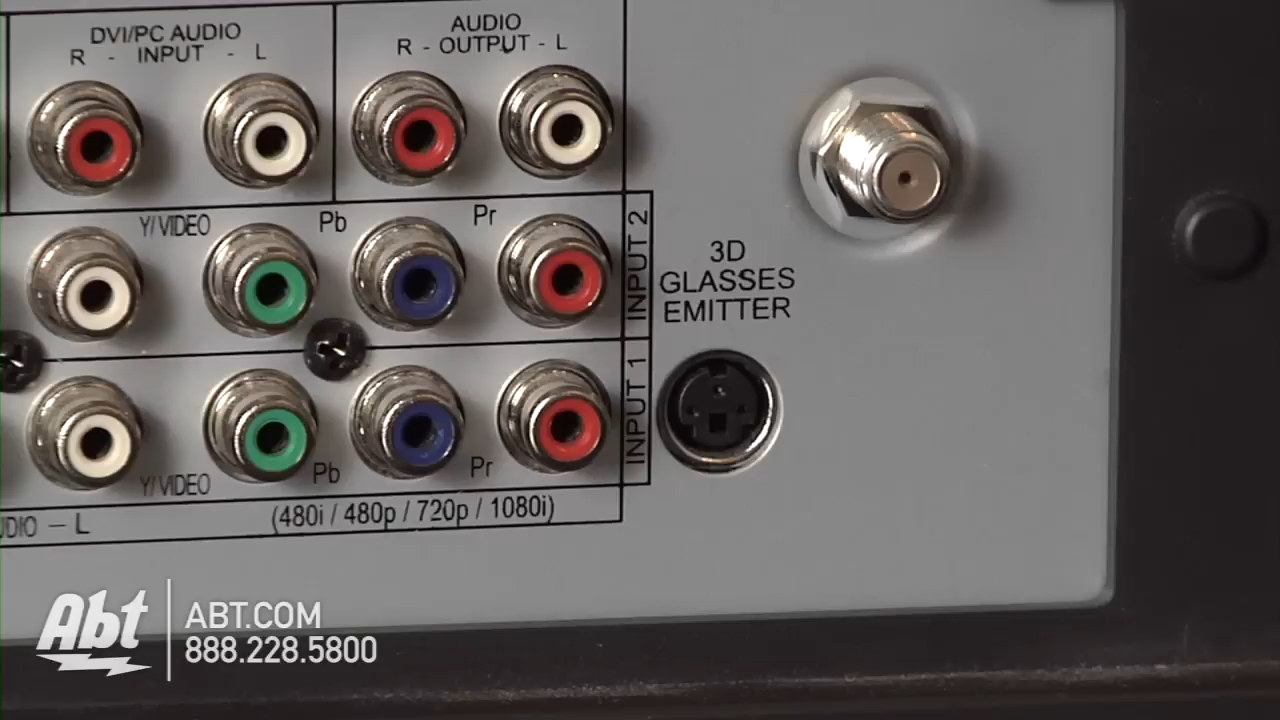 DVI/PC AUDIO
R - INPUT - L
AUDIO
R - OUTPUT - L
Y/VIDEO
Pb
Pr
INPUT 2
3D
GLASSES
EMITTER
INPUT 1
Y/VIDEO
Pb
Pr
- L
(480i / 480p / 720p / 1080i)
Abt
ABT.COM
888.228.5800